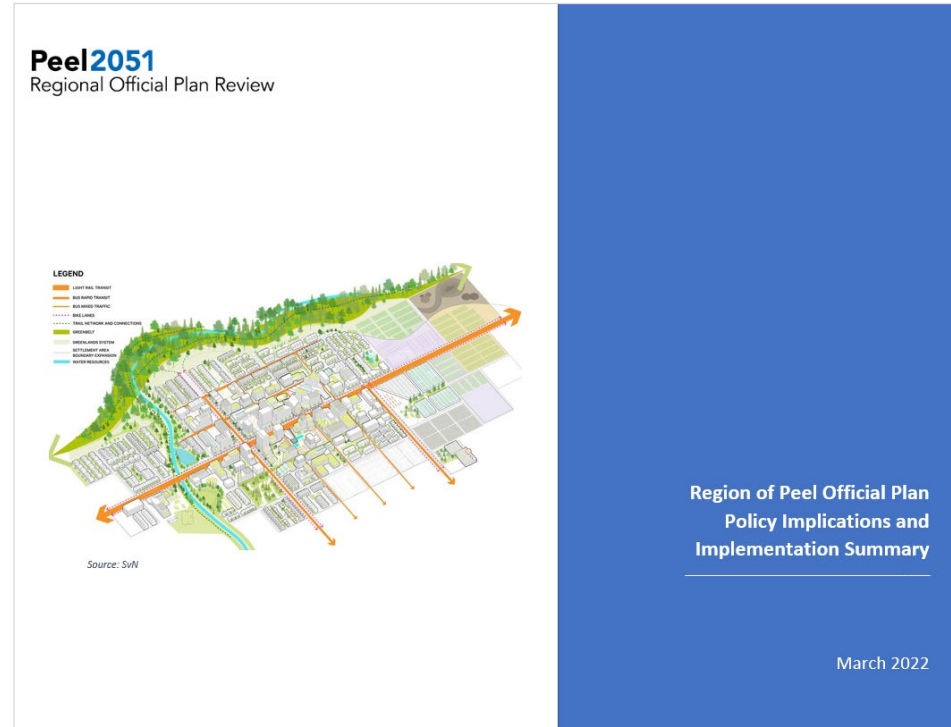 Peel2051
Regional Official Plan Review
LEGEND
LIGHT RAIL TRANSIT
BUS RAPID TRANSIT
BUS MIXED TRAFFIC
BIKE LANES
TRAIL NETWORK AND CONNECTIONS
GREENBELT
GREENLANDS SYSTEM
SETTLEMENT AREA
BOUNDARY EXPANSION
WATER RESOURCES
Source: SvN
Region of Peel Official Plan
Policy Implications and
Implementation Summary
March 2022